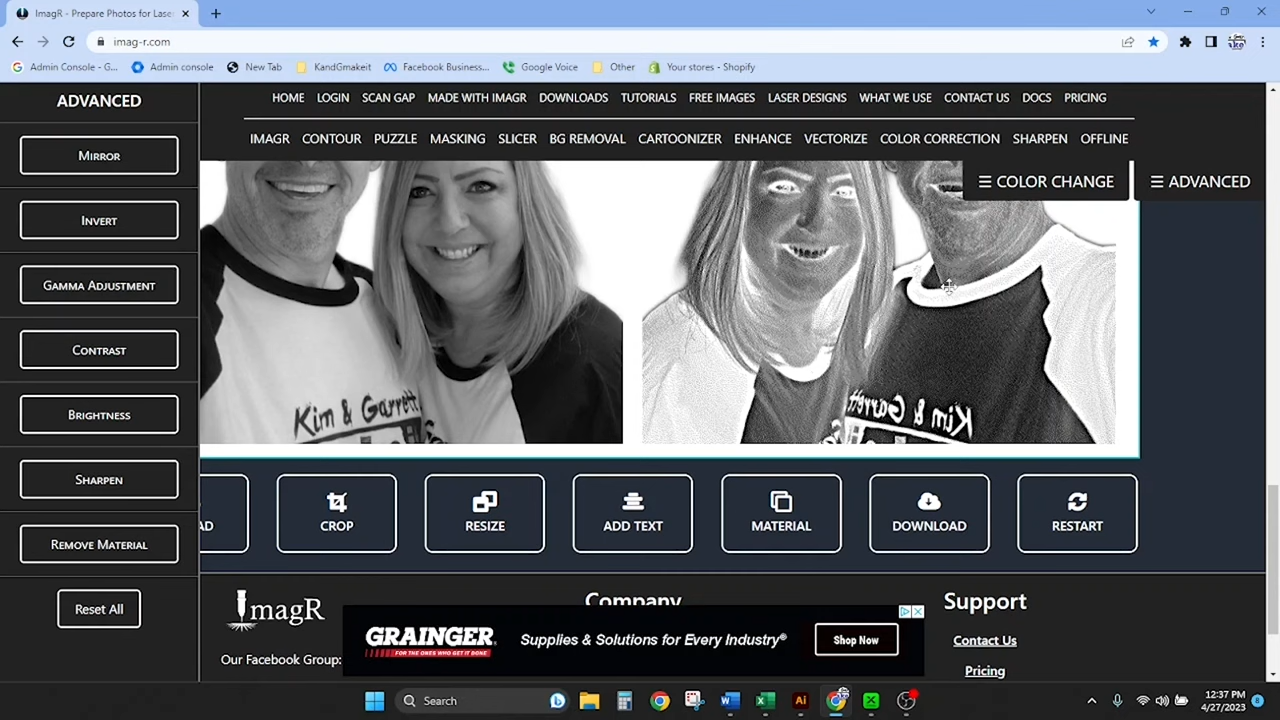 ImagR - Prepare Photos for Laser
imag-r.com
Admin Console - G...
Admin console
New Tab
KandGmakeit
Facebook Business...
Google Voice
Other
Your stores - Shopify
ADVANCED
HOME LOGIN SCAN GAP MADE WITH IMAGR DOWNLOADS TUTORIALS FREE IMAGES LASER DESIGNS WHAT WE USE CONTACT US DOCS PRICING
IMAGR CONTOUR PUZZLE MASKING SLICER BG REMOVAL CARTOONIZER ENHANCE VECTORIZE COLOR CORRECTION SHARPEN OFFLINE
☰ COLOR CHANGE
☰ ADVANCED
Mirror
Invert
Gamma Adjustment
Contrast
Brightness
Sharpen
Remove Material
Reset All
Kim & Garrett
Kim & Garrett
AD
CROP
RESIZE
ADD TEXT
MATERIAL
DOWNLOAD
RESTART
ImagR
Our Facebook Group:
Company
Support
Contact Us
Pricing
GRAINGER
FOR THE ONES WHO GET IT DONE
Supplies & Solutions for Every Industry®
Shop Now
Search
12:37 PM
4/27/2023